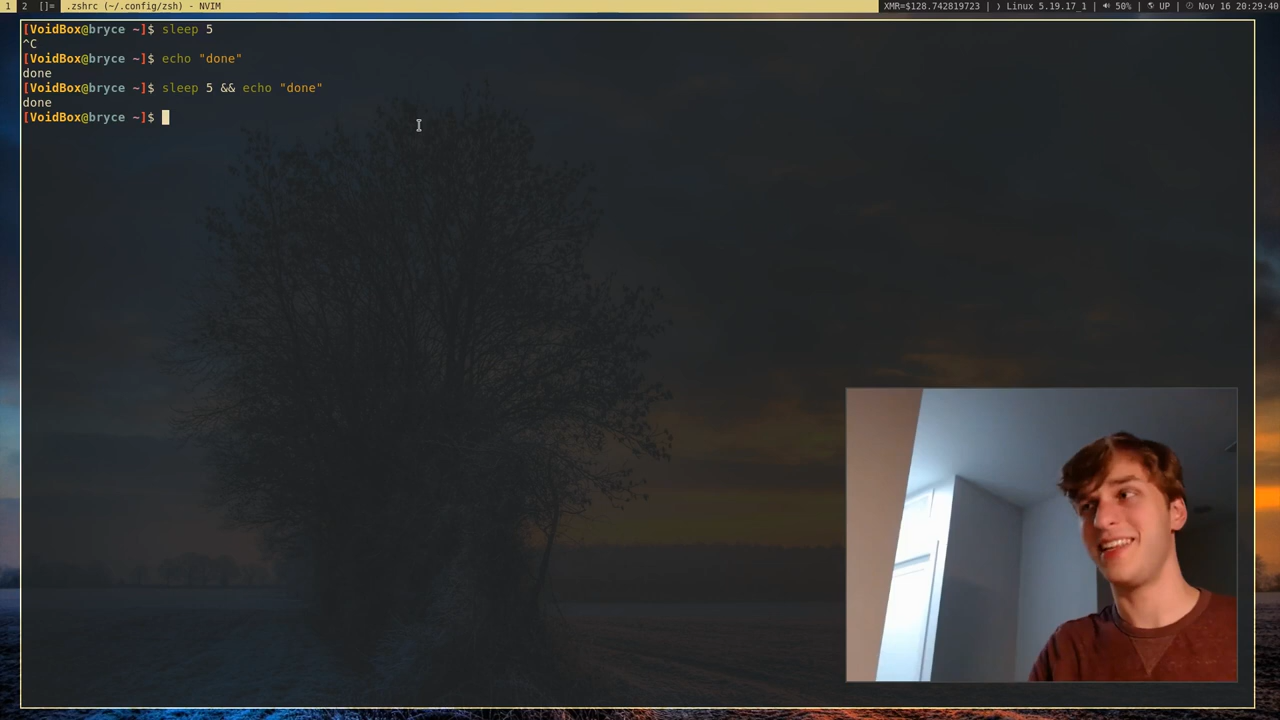 1 2 []= .zshrc (~/.config/zsh) - NVIM XMR=$128.742819723 | Linux 5.19.17_1 | 50% | UP | Nov 16 20:29:40
[VoidBox@bryce ~]$ sleep 5
^C
[VoidBox@bryce ~]$ echo "done"
done
[VoidBox@bryce ~]$ sleep 5 && echo "done"
done
[VoidBox@bryce ~]$